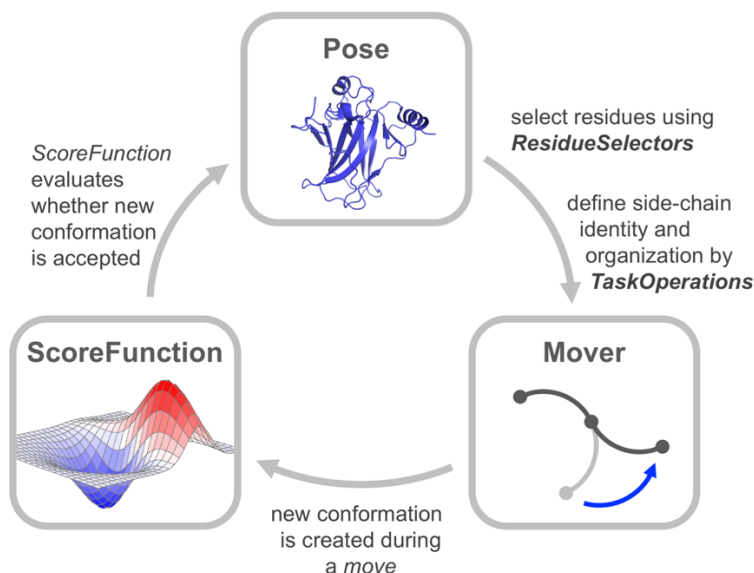 Pose
select residues using
ResidueSelectors
define side-chain
identity and
organization by
TaskOperations
Mover
new conformation
is created during
a move
ScoreFunction
ScoreFunction
evaluates
whether new
conformation
is accepted